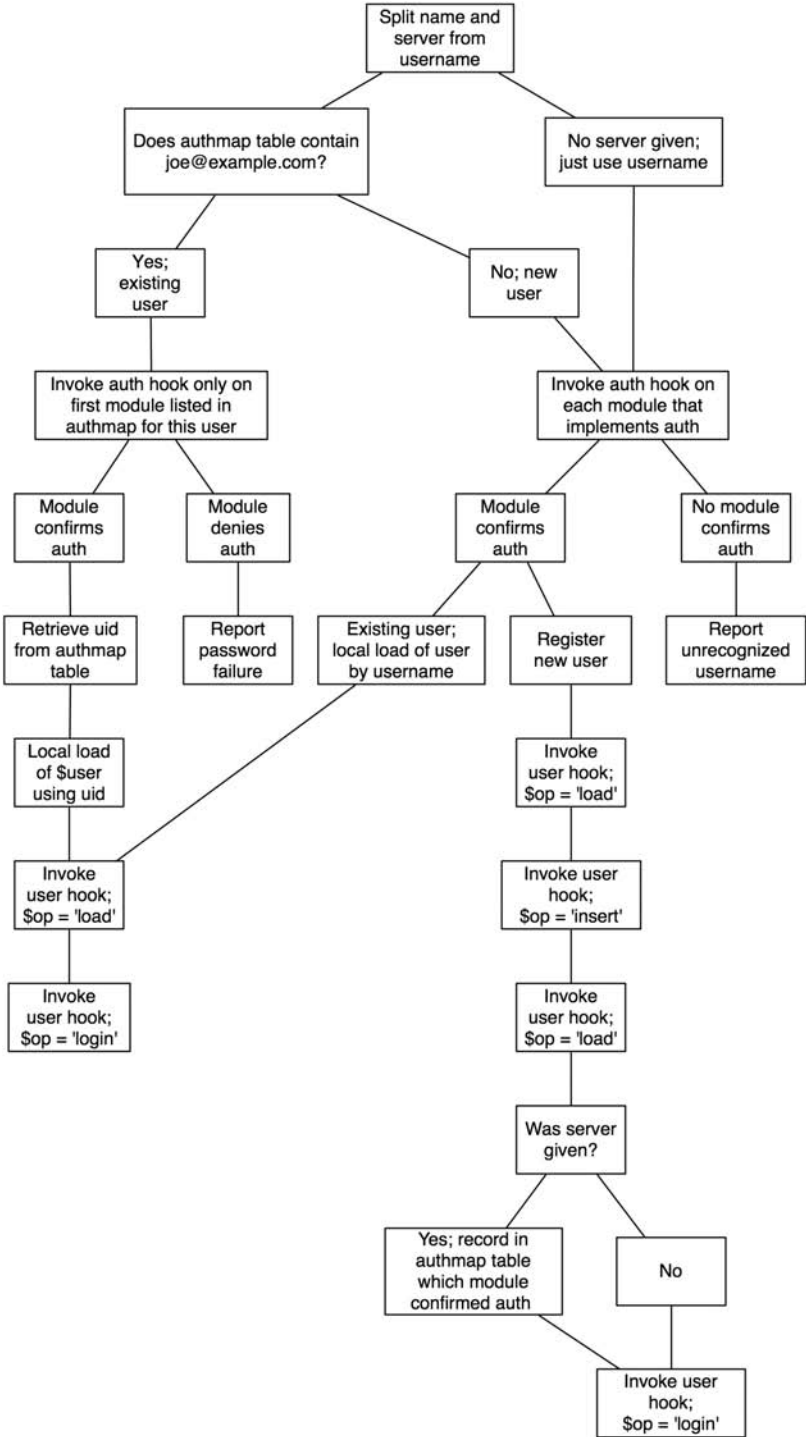 Split name and
server from
username
Does authmap table contain
joe@example.com?
No server given;
just use username
Yes;
existing
user
No; new
user
Invoke auth hook only on
first module listed in
authmap for this user
Invoke auth hook on
each module that
implements auth
Module
confirms
auth
Module
denies
auth
Module
confirms
auth
No module
confirms
auth
Retrieve uid
from authmap
table
Report
password
failure
Existing user;
local load of user
by username
Register
new user
Report
unrecognized
username
Local load
of $user
using uid
Invoke
user hook;
$op = 'load'
Invoke
user hook;
$op = 'load'
Invoke user
hook;
$op = 'insert'
Invoke
user hook;
$op = 'login'
Invoke
user hook;
$op = 'load'
Was server
given?
Yes; record in
authmap table
which module
confirmed auth
No
Invoke user
hook;
$op = 'login'